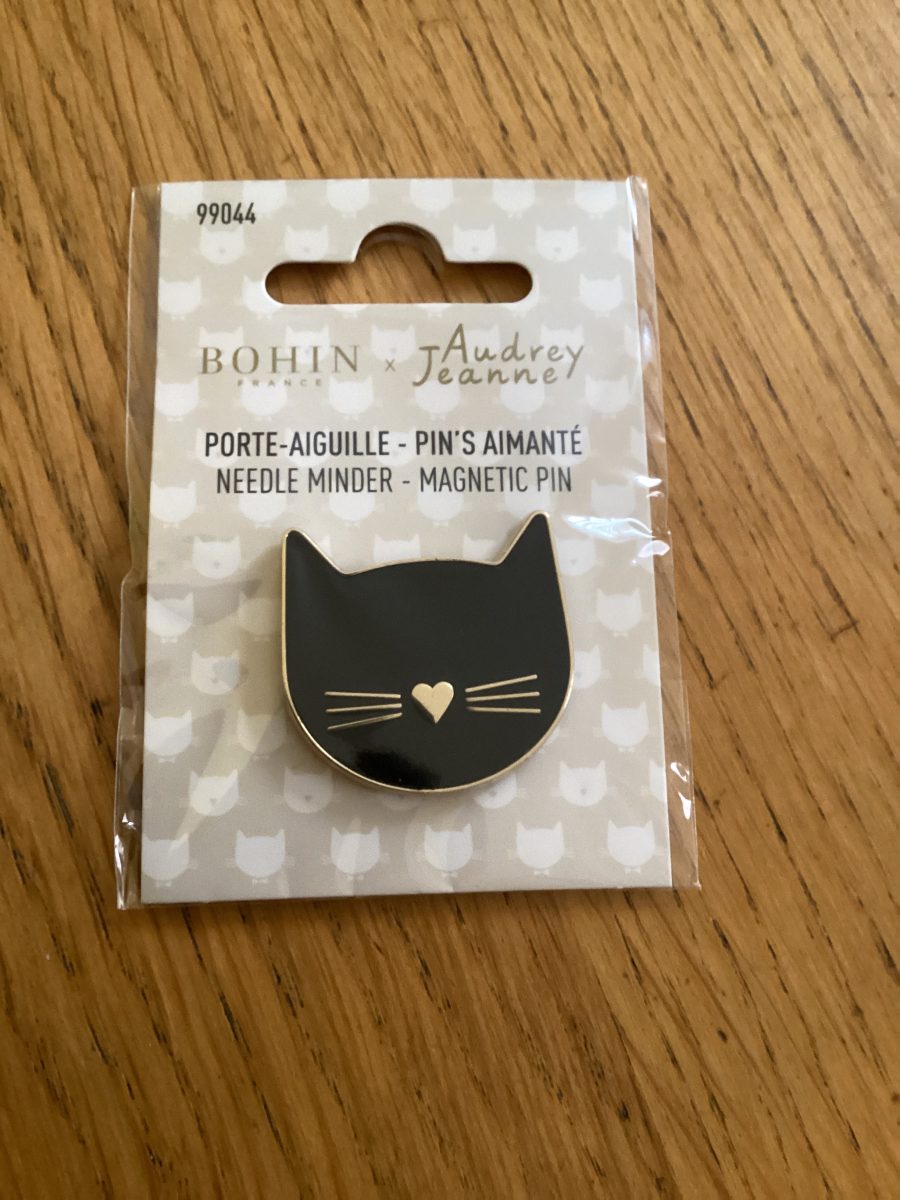 99044
BOHIN x Audrey Jeanne
FRANCE
PORTE-AIGUILLE - PIN'S AIMANTÉ
NEEDLE MINDER - MAGNETIC PIN